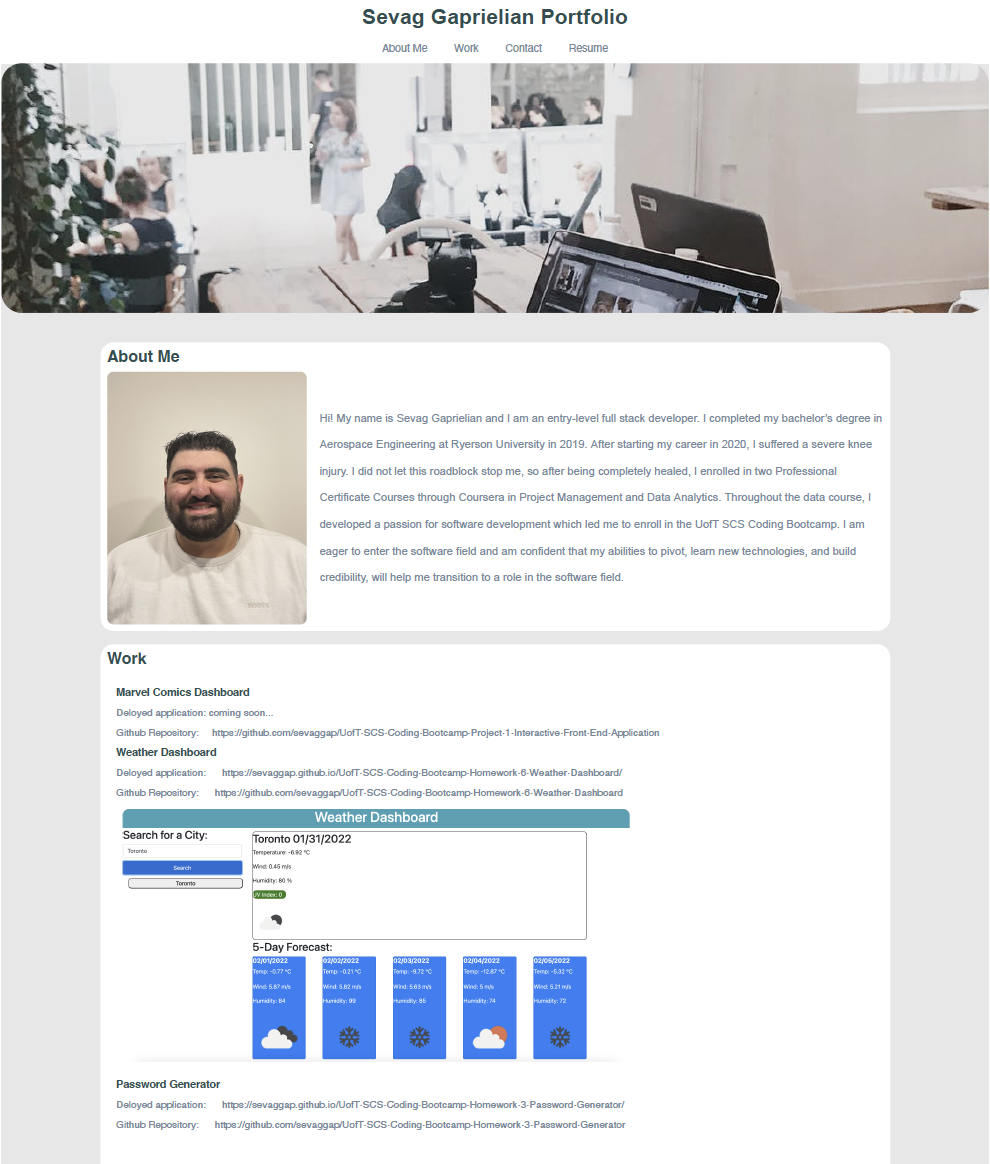 Sevag Gaprielian Portfolio
About Me Work Contact Resume
About Me
Hi! My name is Sevag Gaprielian and I am an entry-level full stack developer. I completed my bachelor's degree in
Aerospace Engineering at Ryerson University in 2019. After starting my career in 2020, I suffered a severe knee
injury. I did not let this roadblock stop me, so after being completely healed, I enrolled in two Professional
Certificate Courses through Coursera in Project Management and Data Analytics. Throughout the data course, I
developed a passion for software development which led me to enroll in the UofT SCS Coding Bootcamp. I am
eager to enter the software field and am confident that my abilities to pivot, learn new technologies, and build
credibility, will help me transition to a role in the software field.
Work
Marvel Comics Dashboard
Deloyed application: coming soon...
Github Repository: https://github.com/sevaggap/UofT-SCS-Coding-Bootcamp-Project-1-Interactive-Front-End-Application
Weather Dashboard
Deloyed application: https://sevaggap.github.io/UofT-SCS-Coding-Bootcamp-Homework-6-Weather-Dashboard/
Github Repository: https://github.com/sevaggap/UofT-SCS-Coding-Bootcamp-Homework-6-Weather-Dashboard
Weather Dashboard
Search for a City:
Toronto
Search
Toronto
Toronto 01/31/2022
Temperature: -6.92 °C
Wind: 0.45 m/s
Humidity: 80 %
UV Index: 0
5-Day Forecast:
02/01/2022 02/02/2022 02/03/2022 02/04/2022 02/05/2022
Temp: -0.77 °C Temp: -0.21 °C Temp: -9.72 °C Temp: -12.87 °C Temp: -5.32 °C
Wind: 5.87 m/s Wind: 5.82 m/s Wind: 5.63 m/s Wind: 5 m/s Wind: 5.21 m/s
Humidity: 84 Humidity: 99 Humidity: 85 Humidity: 74 Humidity: 72
Password Generator
Deloyed application: https://sevaggap.github.io/UofT-SCS-Coding-Bootcamp-Homework-3-Password-Generator/
Github Repository: https://github.com/sevaggap/UofT-SCS-Coding-Bootcamp-Homework-3-Password-Generator